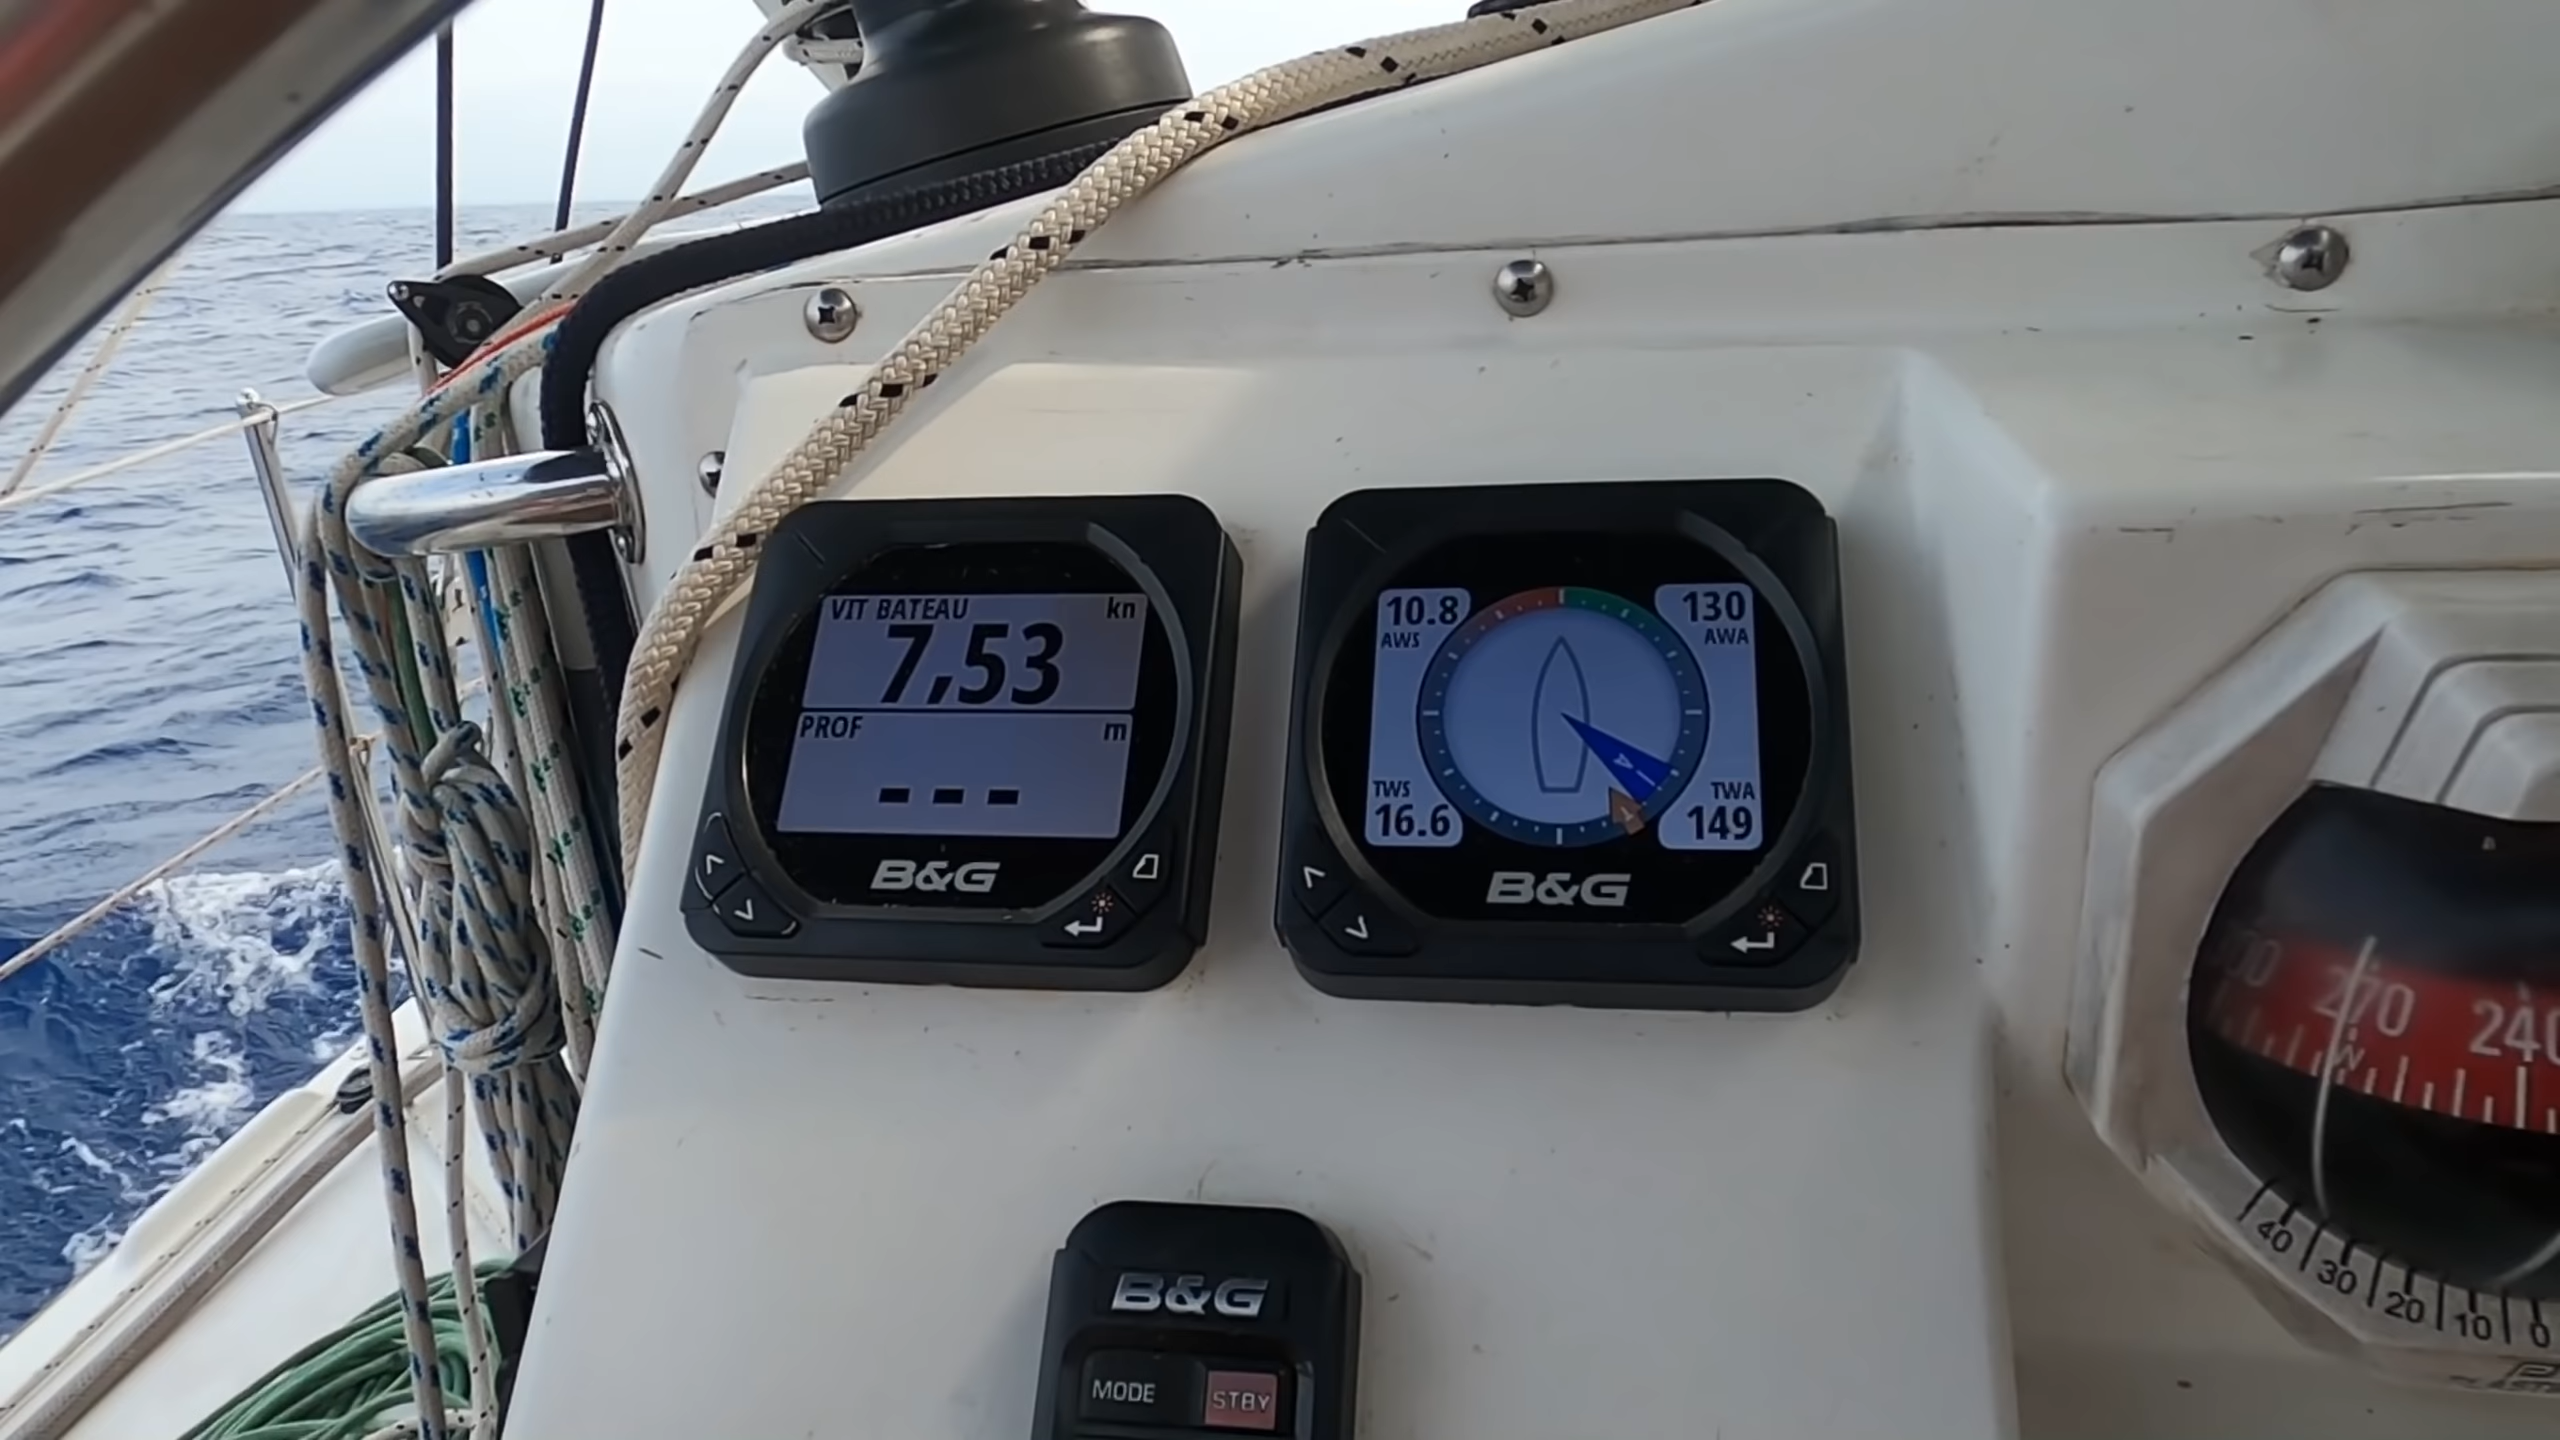 VIT BATEAU kn
7,53
PROF m
---
B&G
10.8
AWS
130
AWA
A
TWS
16.6
TWA
149
B&G
270 240
W
40 30 20 10 0
B&G
MODE STBY